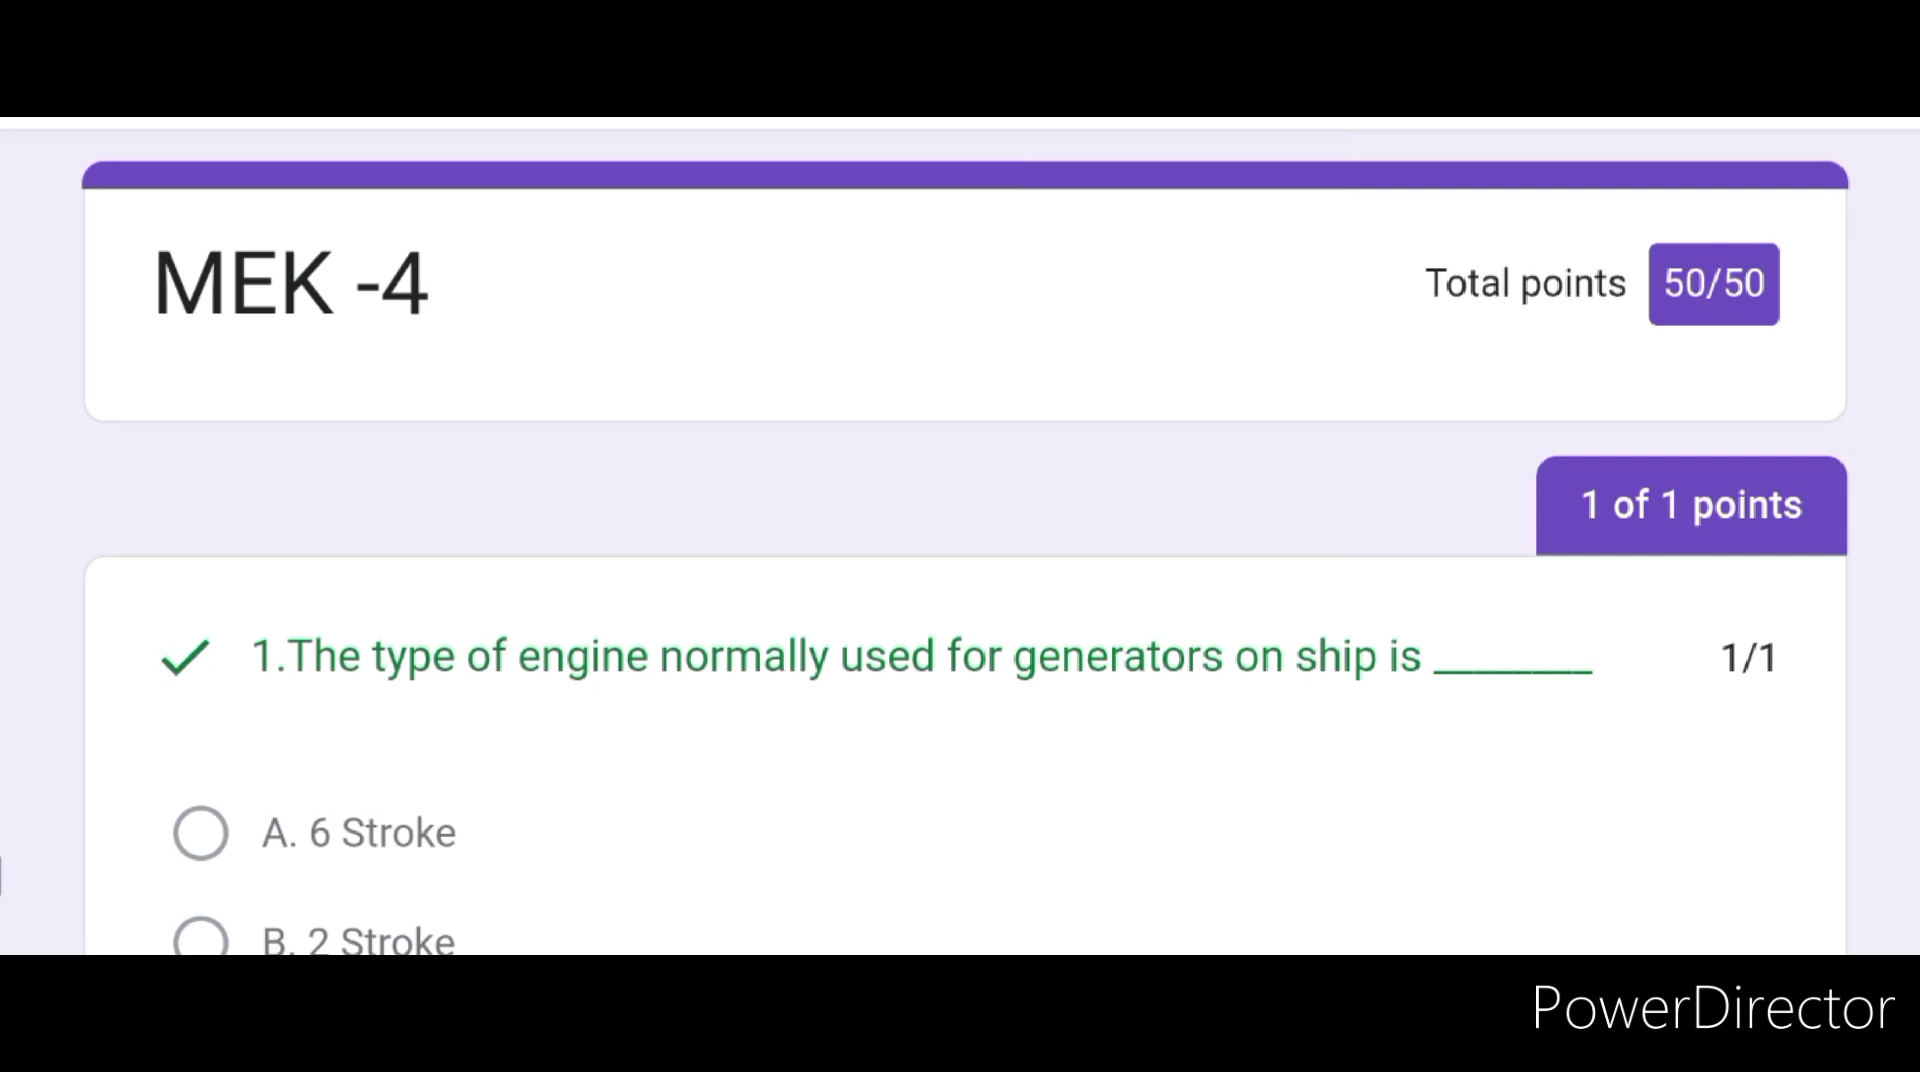 MEK -4
Total points 50/50
1 of 1 points
1.The type of engine normally used for generators on ship is ________ 1/1
A. 6 Stroke
B. 2 Stroke
PowerDirector